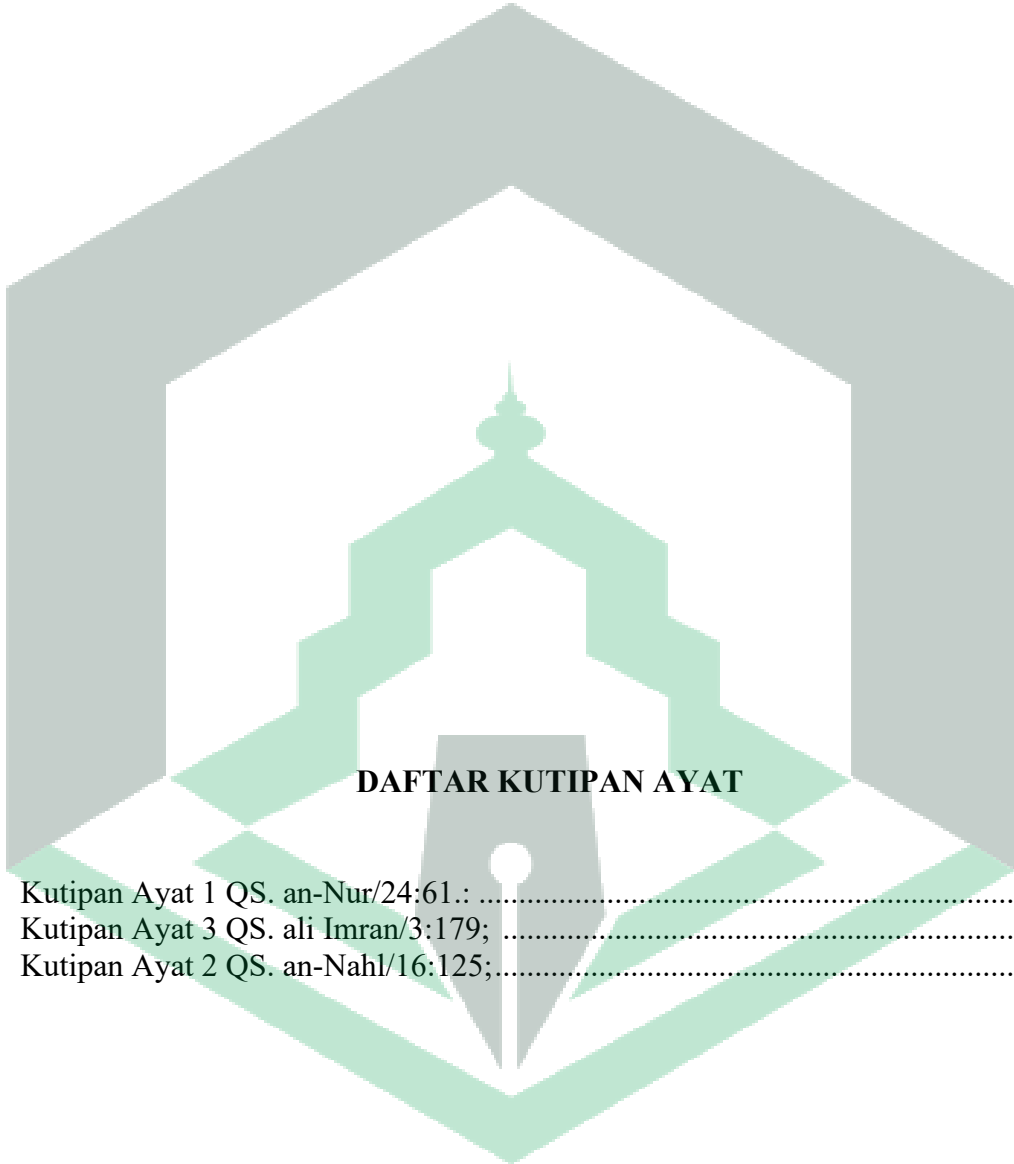 DAFTAR KUTIPAN AYAT
Kutipan Ayat 1 QS. an-Nur/24:61.: ....................................................................
Kutipan Ayat 3 QS. ali Imran/3:179; .................................................................
Kutipan Ayat 2 QS. an-Nahl/16:125;..................................................................